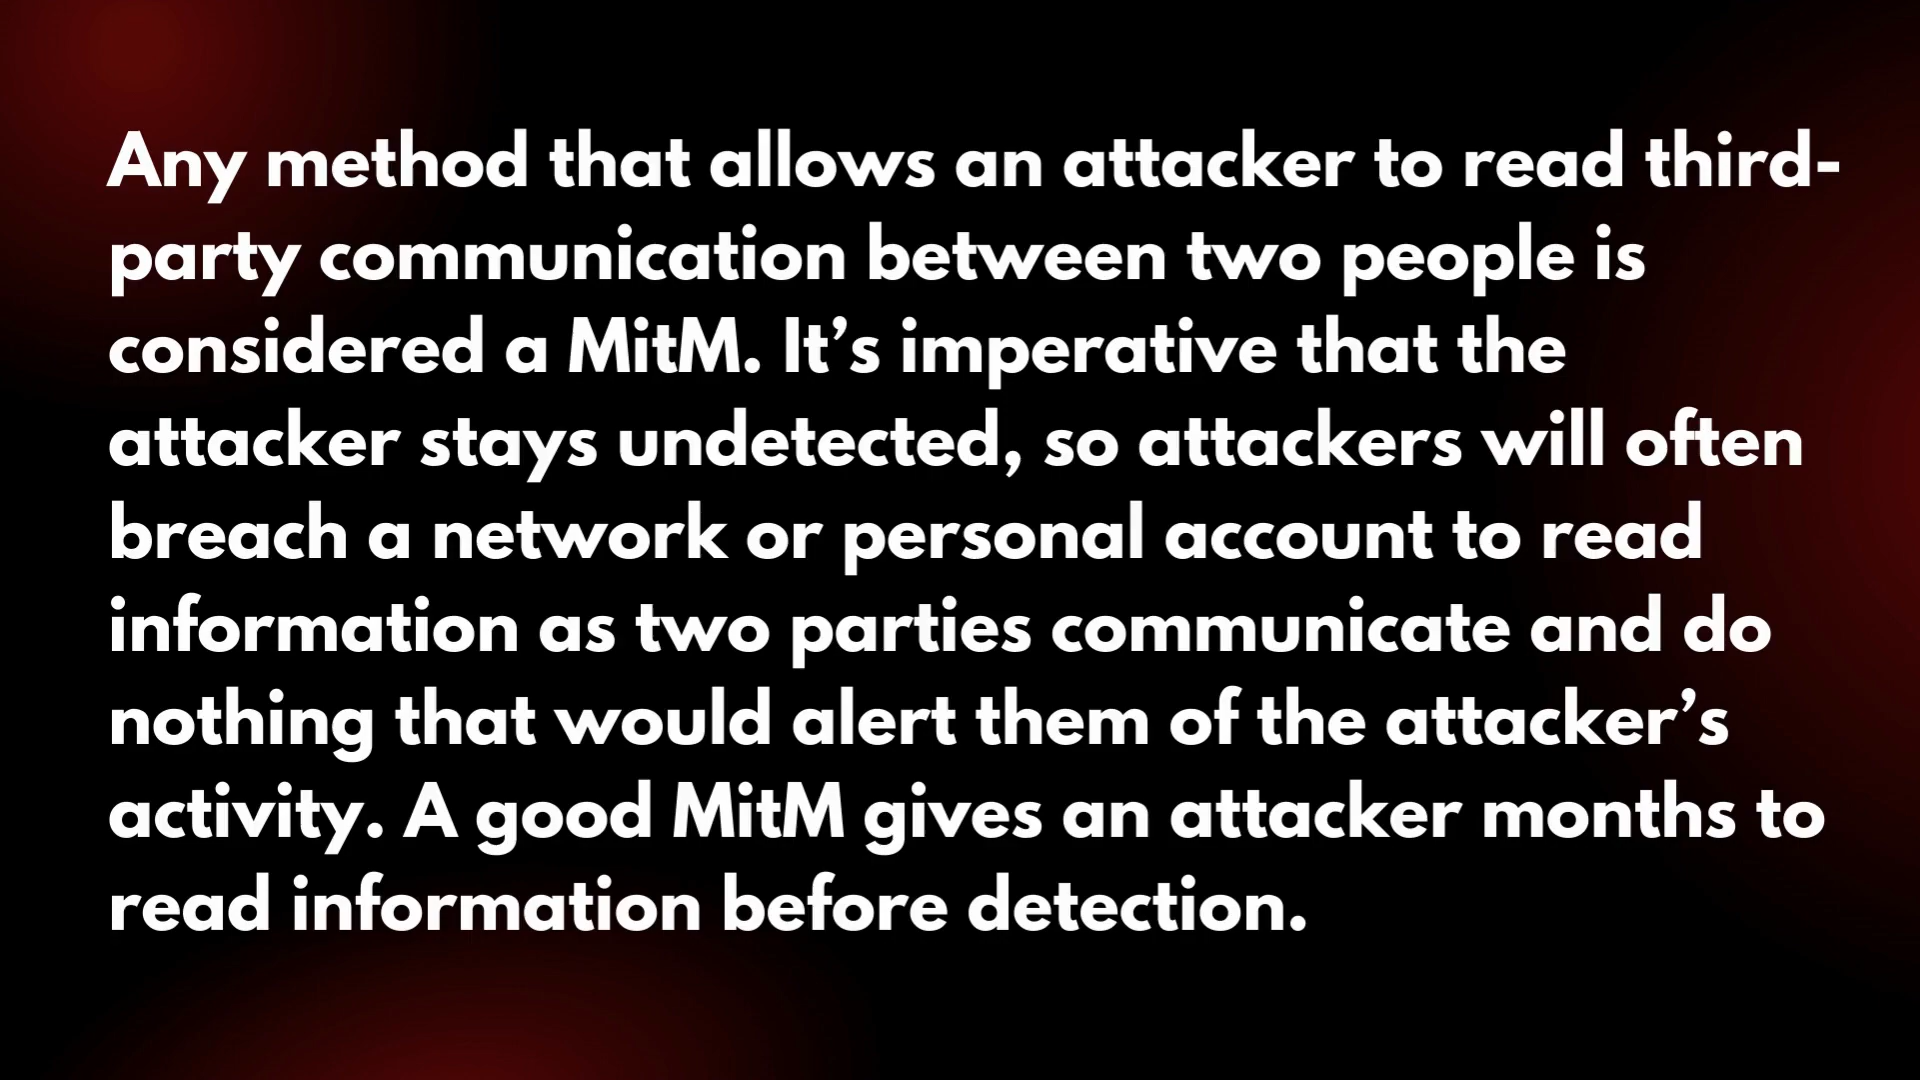 Any method that allows an attacker to read third-
party communication between two people is
considered a MitM. It’s imperative that the
attacker stays undetected, so attackers will often
breach a network or personal account to read
information as two parties communicate and do
nothing that would alert them of the attacker’s
activity. A good MitM gives an attacker months to
read information before detection.